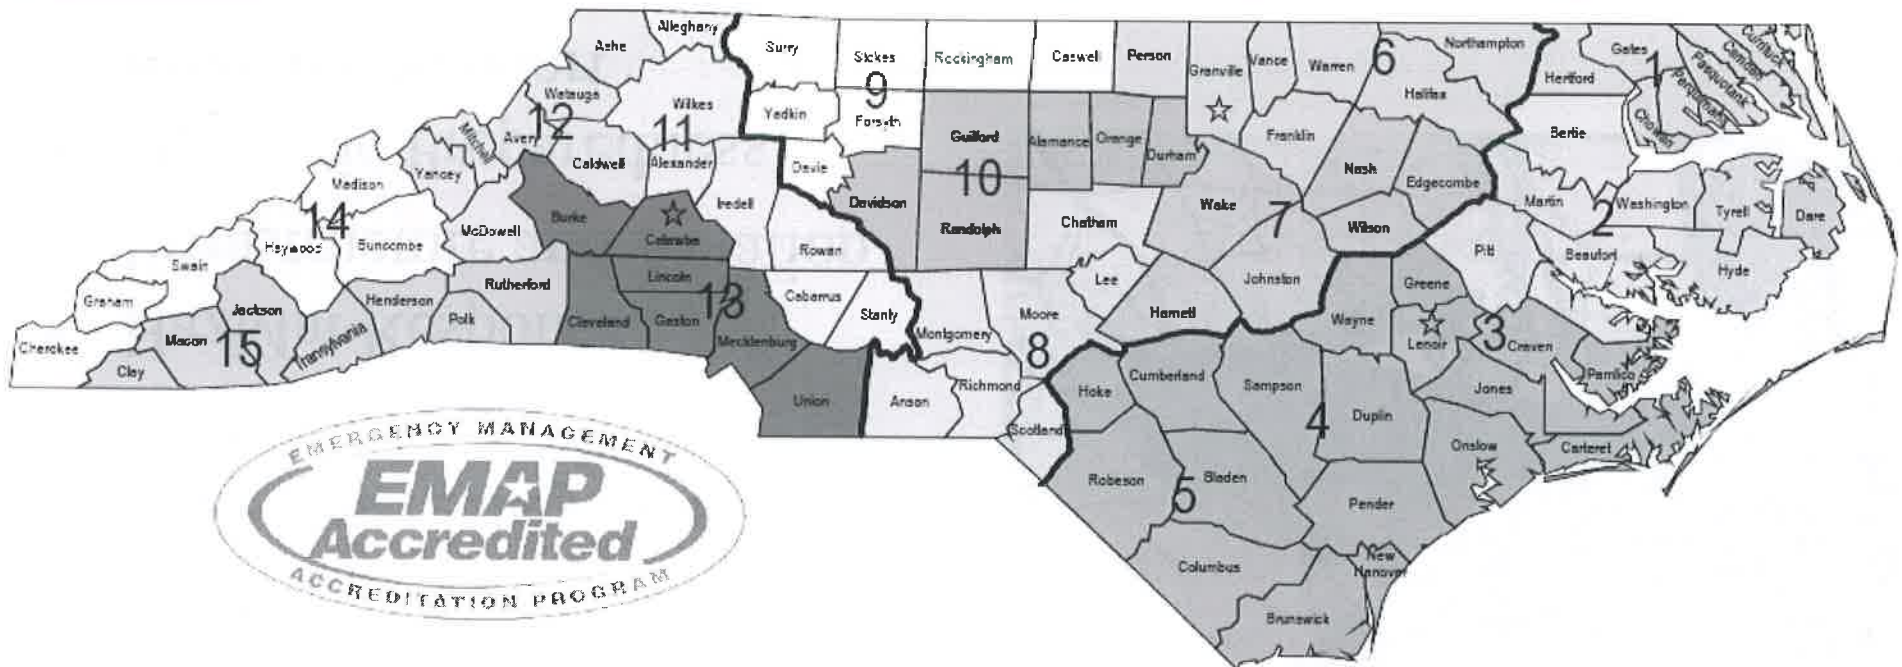 Alleghany
Ashe
Surry
Stokes
Rockingham
Caswell
Person
Granville
Vance
Warren
6
Northampton
Gates
1
Currituck
Camden
Pasquotank
Perquimans
Chowan
Hertford
Halifax
Bertie
Watauga
12
Wilkes
11
Yadkin
9
Forsyth
Guilford
Alamance
Orange
Durham
Franklin
Nash
Edgecombe
Martin
2
Washington
Tyrell
Dare
Mitchell
Avery
Caldwell
Alexander
Davie
Davidson
10
Randolph
Chatham
Wake
7
Wilson
Pitt
Beaufort
Hyde
Madison
Yancey
14
Burke
Iredell
Haywood
Buncombe
McDowell
Catawba
Rowan
Swain
Graham
Jackson
Henderson
Rutherford
Polk
Lincoln
13
Cleveland
Gaston
Cabarrus
Stanly
Mecklenburg
Montgomery
Moore
8
Lee
Harnett
Johnston
Wayne
Greene
Lenoir
3
Craven
Pamlico
Cherokee
Macon
15
Clay
Transylvania
Union
Anson
Richmond
Scotland
Hoke
Cumberland
Sampson
4
Duplin
Jones
Onslow
Carteret
Robeson
5
Bladen
Pender
Columbus
New
Hanover
Brunswick
EMERGENCY MANAGEMENT
EMAP
Accredited
ACCREDITATION PROGRAM